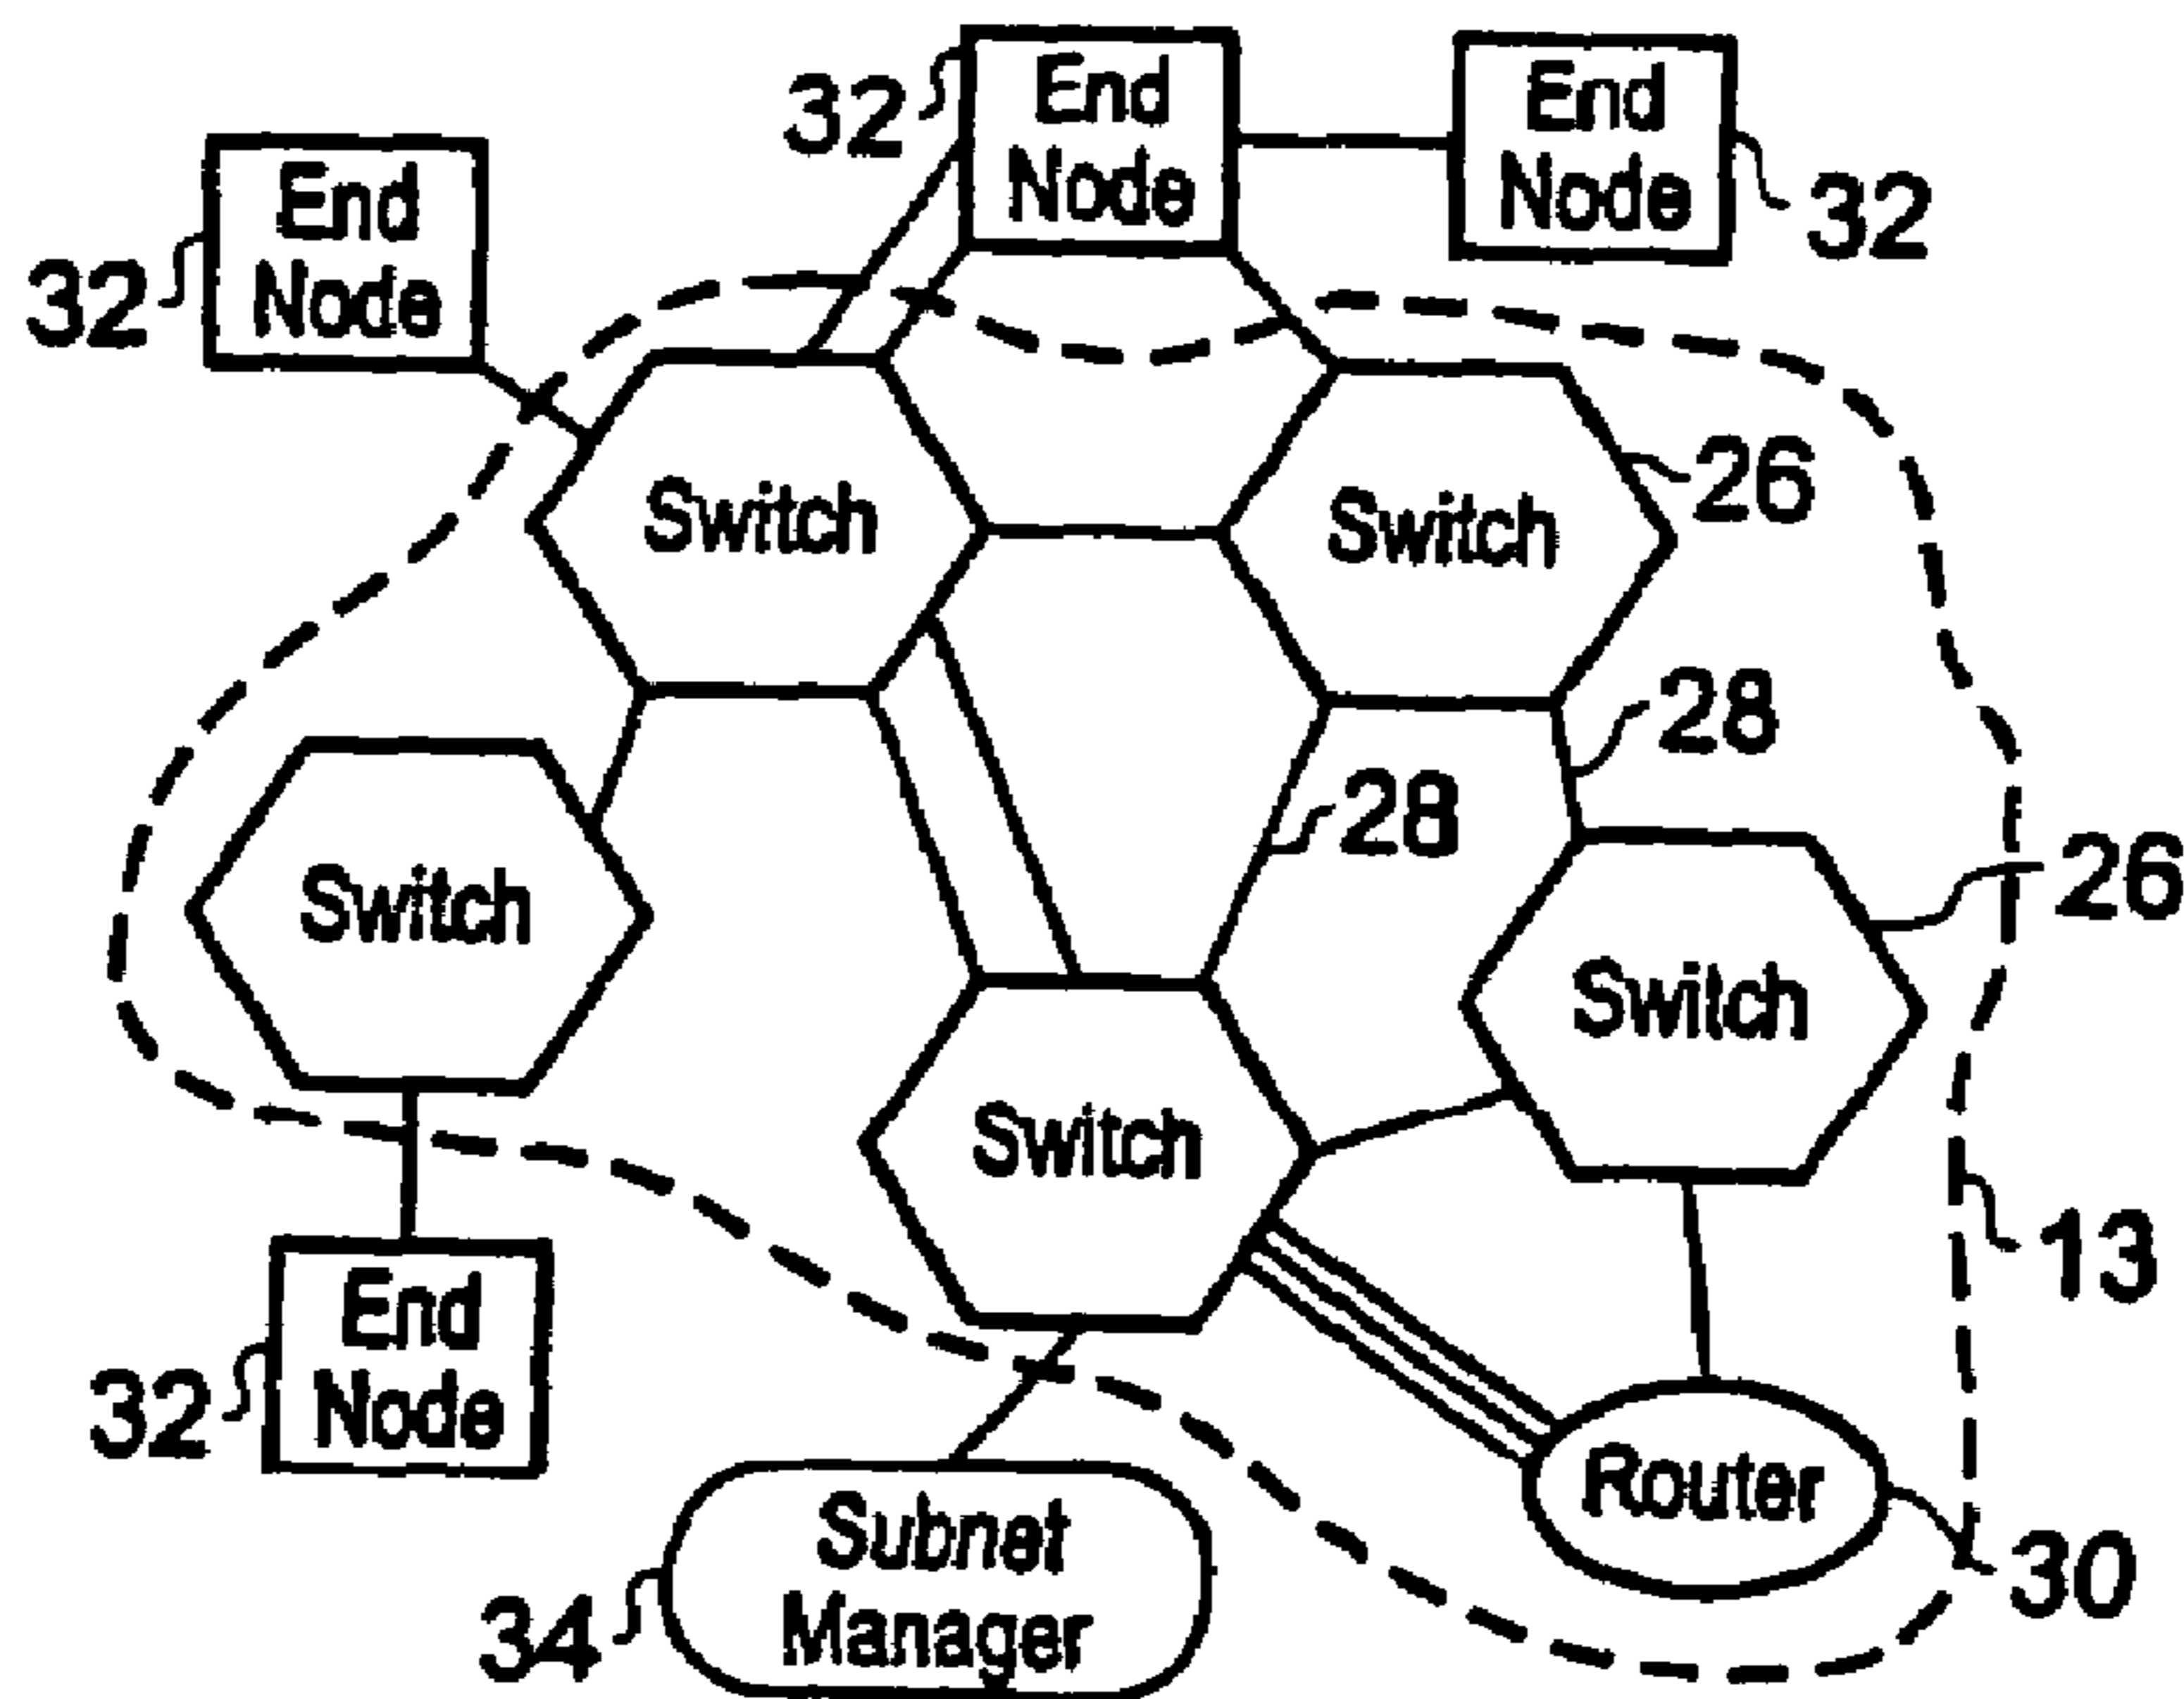 End
Node
32
End
Node
32
End
Node
32
Switch
Switch
26
28
28
Switch
26
Switch
Switch
13
End
Node
32
Router
30
Subnet
Manager
34